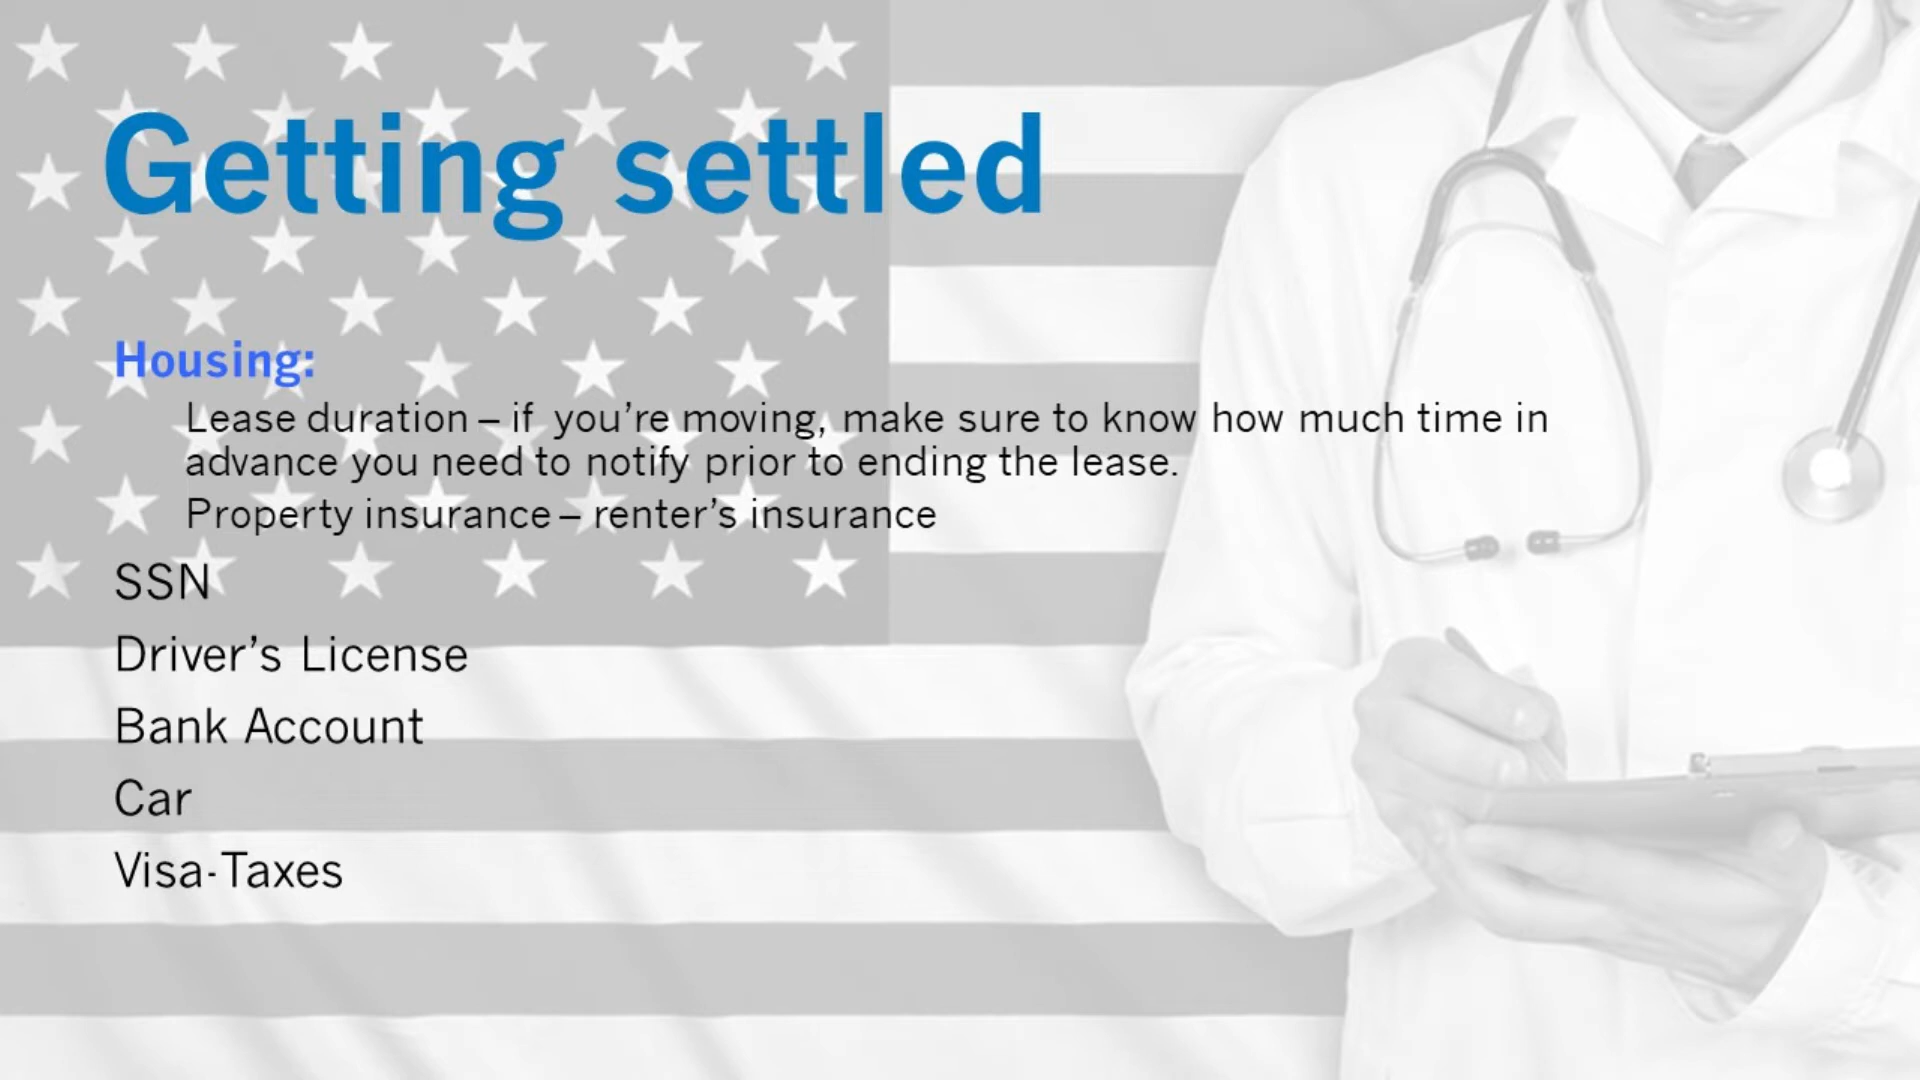 Getting settled
Housing:
Lease duration – if you’re moving, make sure to know how much time in
advance you need to notify prior to ending the lease.
Property insurance – renter’s insurance
SSN
Driver’s License
Bank Account
Car
Visa-Taxes